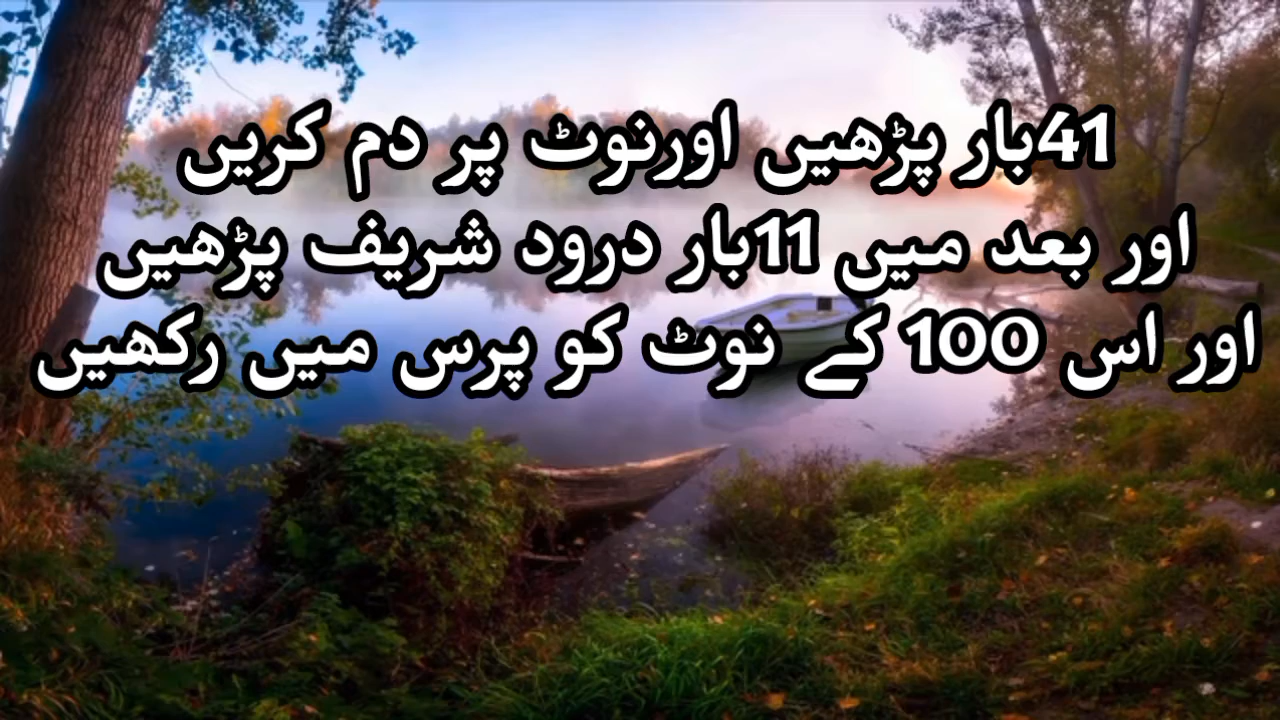 41بار پڑھیں اورنوٹ پر دم کریں
اور بعد میں 11بار درود شریف پڑھیں
اور اس 100 کے نوٹ کو پرس میں رکھیں